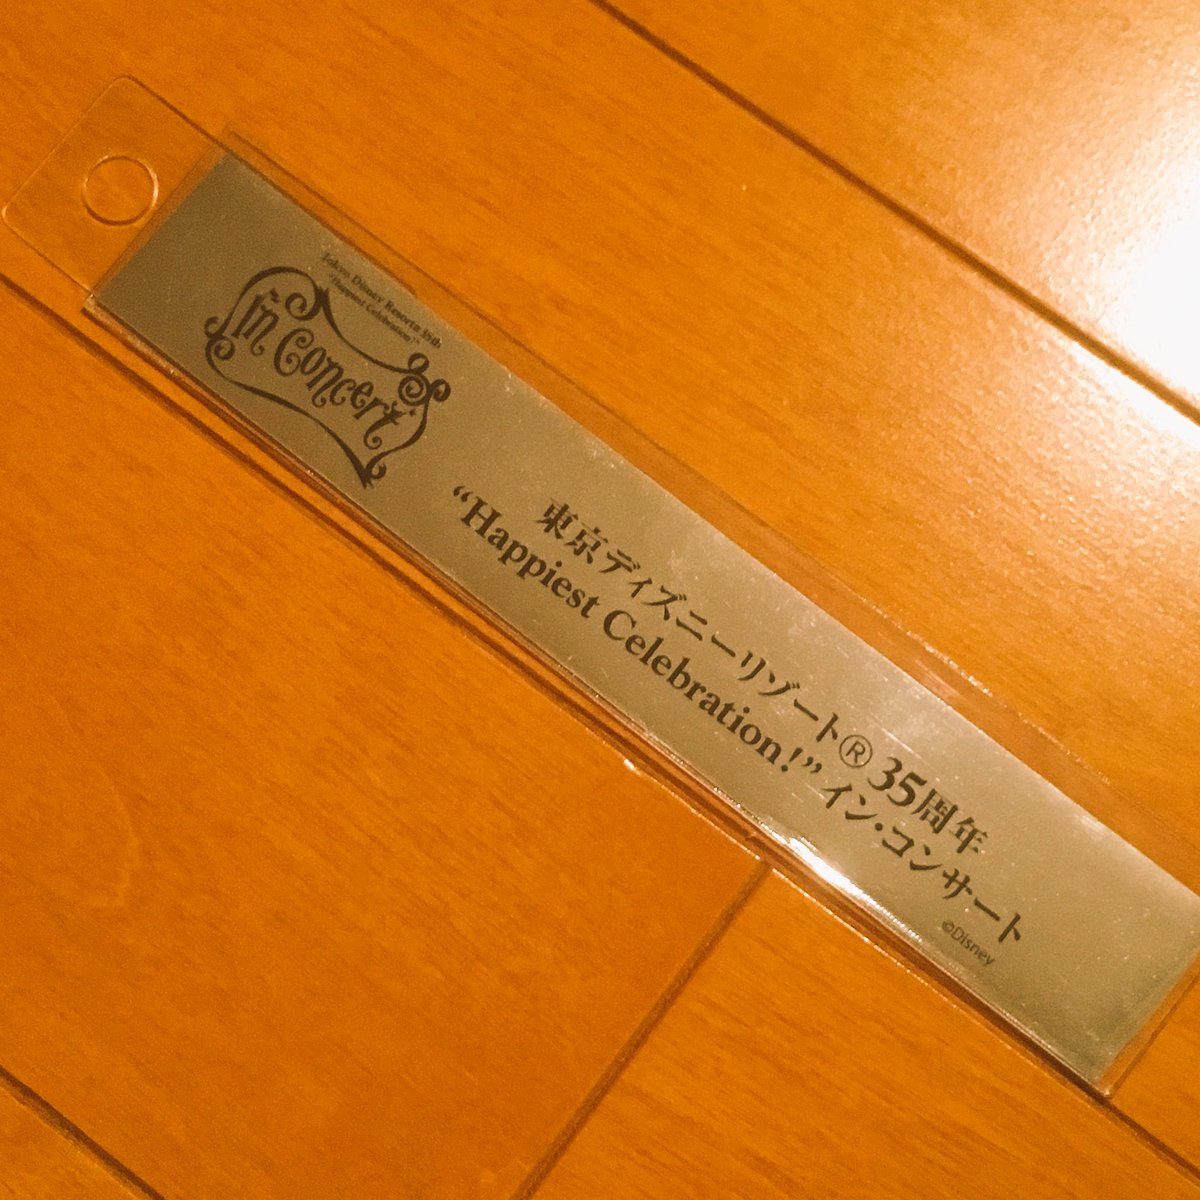 Tokyo Disney Resort® 35th
"Happiest Celebration!"
In Concert
東京ディズニーリゾート® 35周年
“Happiest Celebration!” イン・コンサート
©Disney